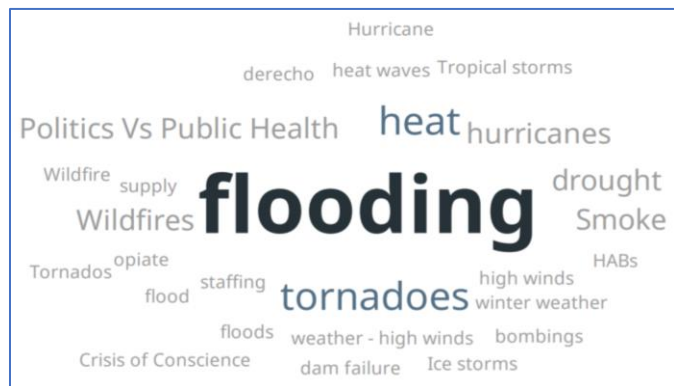 Hurricane
derecho heat waves Tropical storms
Politics Vs Public Health heat hurricanes
Wildfire supply flooding drought
Wildfires Smoke
Tornados opiate HABs
flood staffing tornadoes high winds
winter weather
floods weather - high winds bombings
Crisis of Conscience dam failure Ice storms